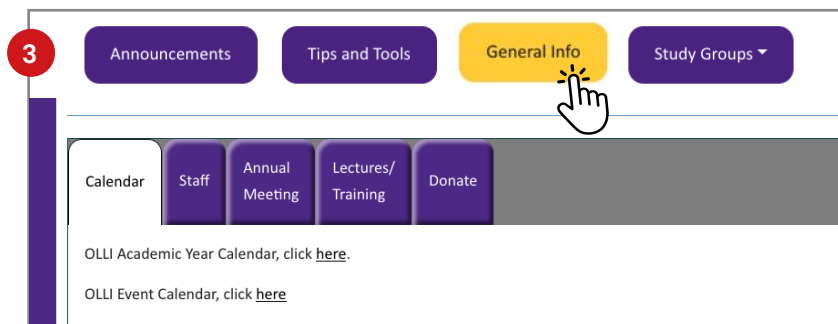 3
Announcements
Tips and Tools
General Info
Study Groups
Calendar
Staff
Annual
Meeting
Lectures/
Training
Donate
OLLI Academic Year Calendar, click here.
OLLI Event Calendar, click here